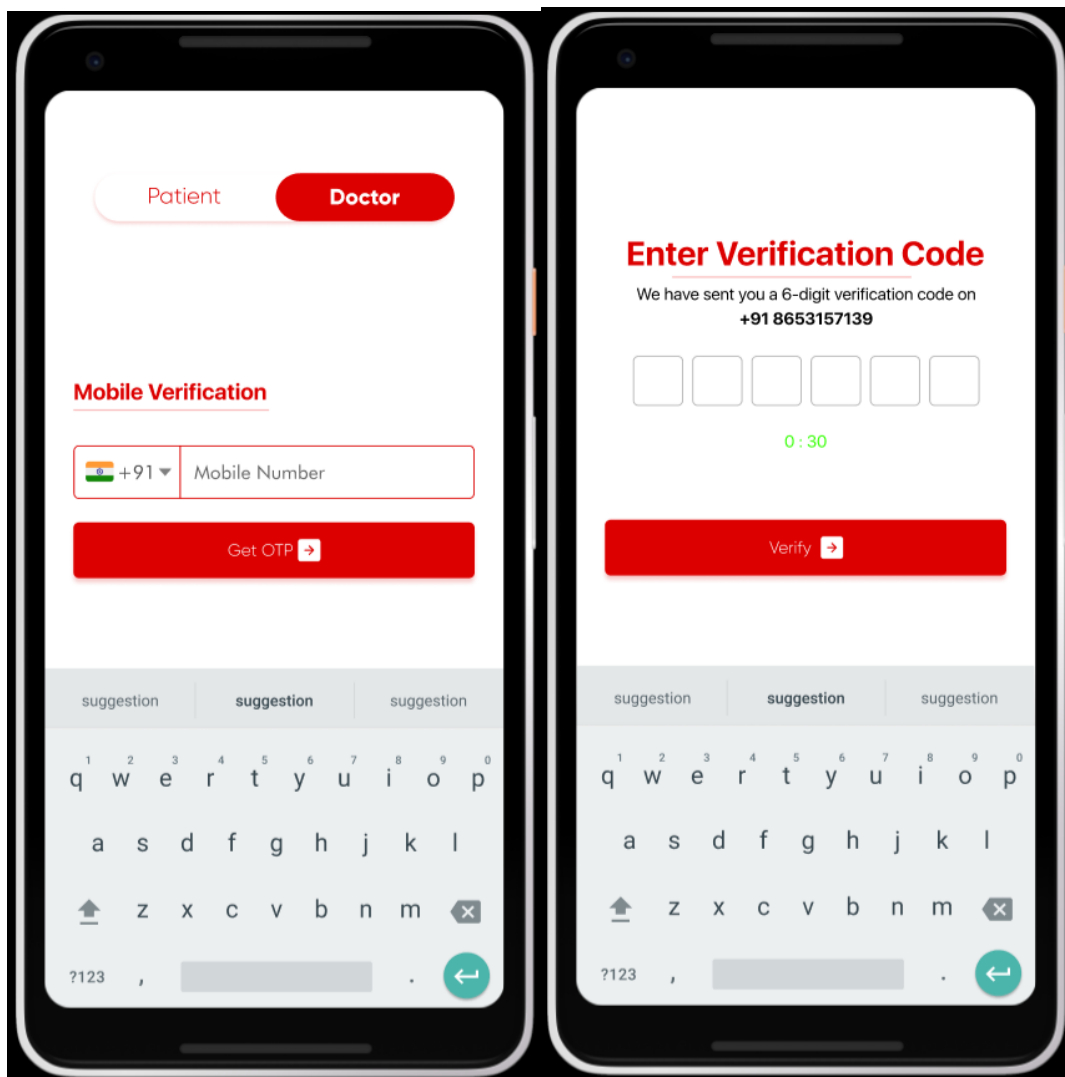 Patient Doctor
Mobile Verification
+91 Mobile Number
Get OTP
suggestion suggestion suggestion
1 2 3 4 5 6 7 8 9 0
q w e r t y u i o p
a s d f g h j k l
z x c v b n m
?123 , .
Enter Verification Code
We have sent you a 6-digit verification code on
+91 8653157139
0 : 30
Verify
suggestion suggestion suggestion
1 2 3 4 5 6 7 8 9 0
q w e r t y u i o p
a s d f g h j k l
z x c v b n m
?123 , .